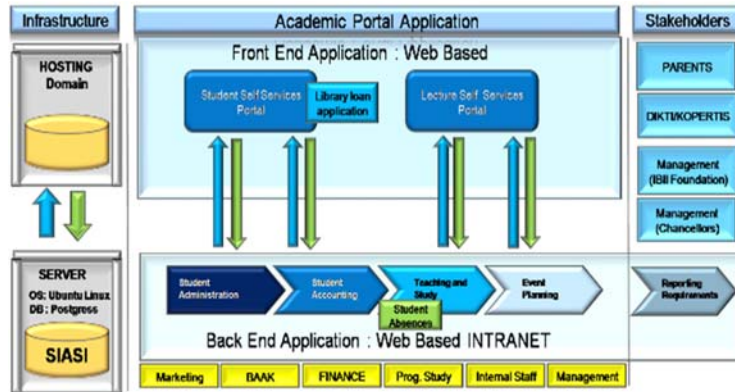 Infrastructure
Academic Portal Application
Stakeholders
HOSTING
Domain
Front End Application : Web Based
Student Self Services
Portal
Library loan
application
Lecture Self Services
Portal
PARENTS
DIKTI/KOPERTIS
Management
(IBII Foundation)
Management
(Chancellors)
SERVER
OS: Ubuntu Linux
DB : Postgress
SIASI
Student
Administration
Student
Accounting
Teaching and
Study
Student
Absences
Event
Planning
Reporting
Requirements
Back End Application : Web Based INTRANET
Marketing
BAAK
FINANCE
Prog. Study
Internal Staff
Management